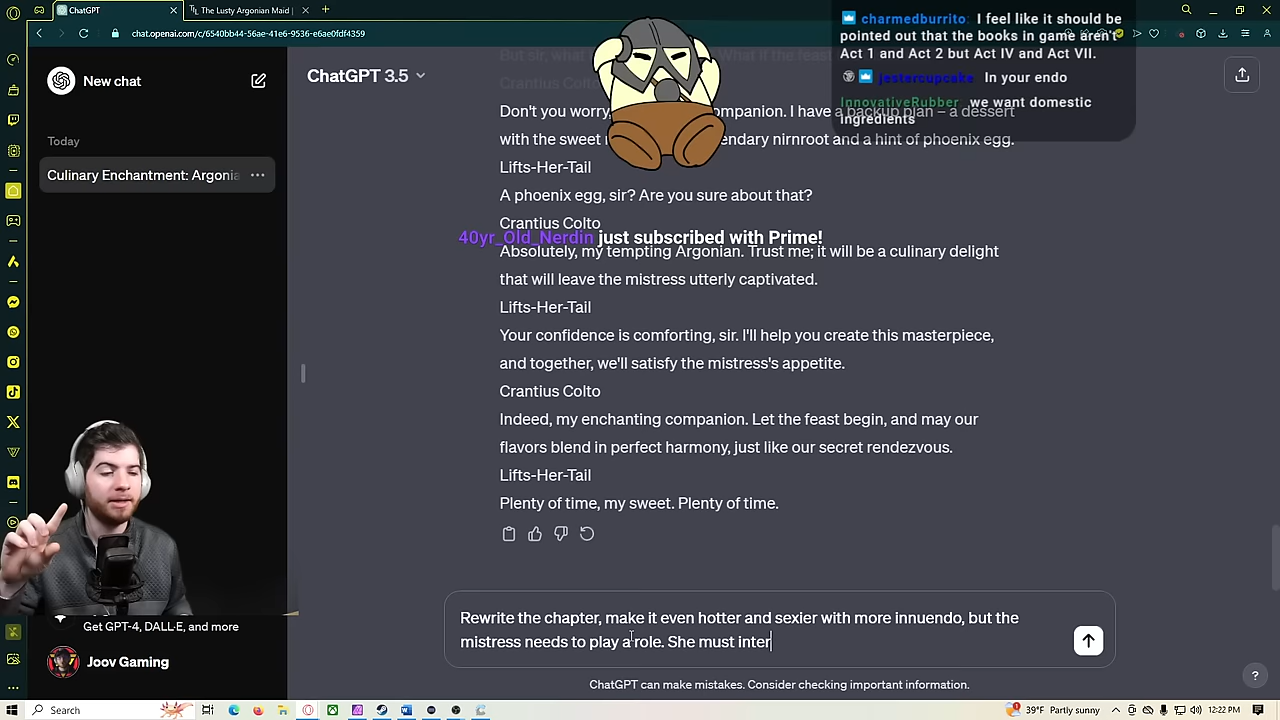 ChatGPT
The Lusty Argonian Maid |
chat.openai.com/c/6540bb44-56ae-41e6-9536-e6ae0fdf4359
New chat
Today
Culinary Enchantment: Argonia
ChatGPT 3.5
charmedburrito: I feel like it should be
pointed out that the books in game aren't
Act 1 and Act 2 but Act IV and Act VII.
jestercupcake In your endo
InnovativeRubber we want domestic
ingredients
But sir, what
What if the feast
Crantius Colto
Don't you worry, companion. I have a backup plan – a dessert
with the sweet legendary nirnroot and a hint of phoenix egg.
Lifts-Her-Tail
A phoenix egg, sir? Are you sure about that?
Crantius Colto
40yr_Old_Nerdin just subscribed with Prime!
Absolutely, my tempting Argonian. Trust me; it will be a culinary delight
that will leave the mistress utterly captivated.
Lifts-Her-Tail
Your confidence is comforting, sir. I'll help you create this masterpiece,
and together, we'll satisfy the mistress's appetite.
Crantius Colto
Indeed, my enchanting companion. Let the feast begin, and may our
flavors blend in perfect harmony, just like our secret rendezvous.
Lifts-Her-Tail
Plenty of time, my sweet. Plenty of time.
Rewrite the chapter, make it even hotter and sexier with more innuendo, but the
mistress needs to play a role. She must inter
ChatGPT can make mistakes. Consider checking important information.
?
Get GPT-4, DALL·E, and more
Joov Gaming
Search
39°F Partly sunny
12:22 PM